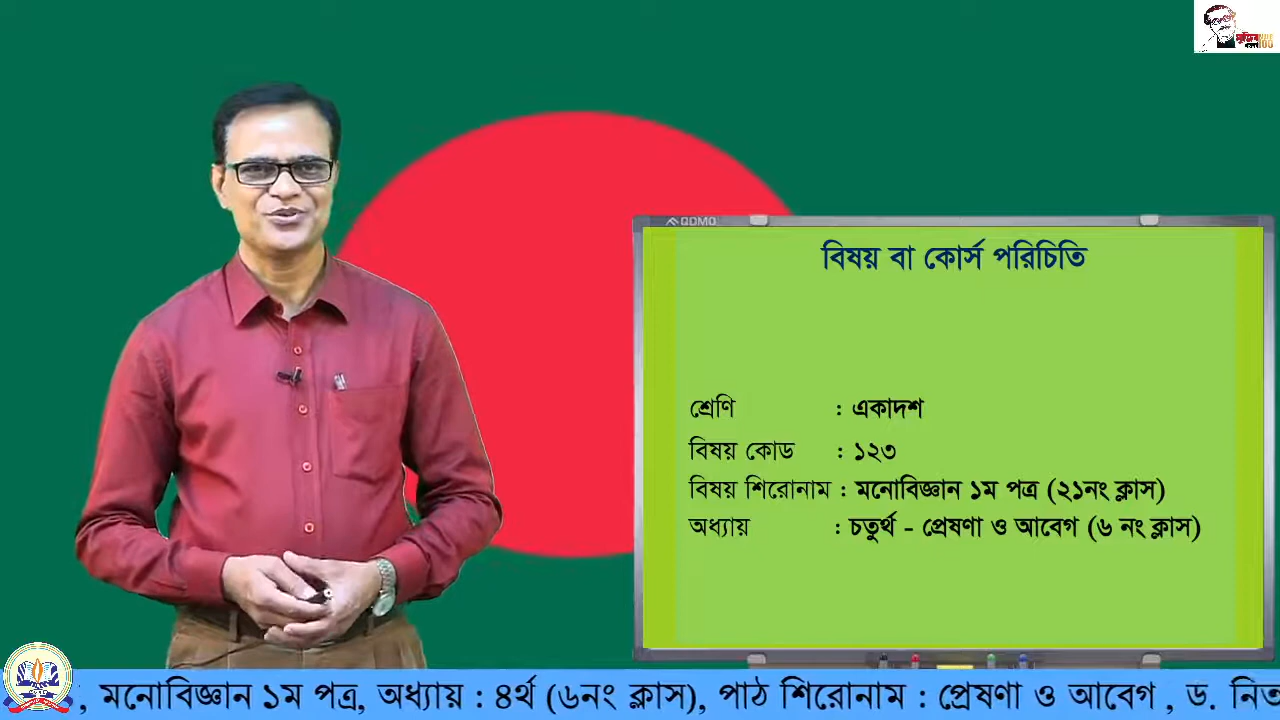 QOMO
বিষয় বা কোর্স পরিচিতি
শ্রেণি : একাদশ
বিষয় কোড : ১২৩
বিষয় শিরোনাম : মনোবিজ্ঞান ১ম পত্র (২১নং ক্লাস)
অধ্যায় : চতুর্থ - প্রেষণা ও আবেগ (৬ নং ক্লাস)
, মনোবিজ্ঞান ১ম পত্র, অধ্যায় : ৪র্থ (৬নং ক্লাস), পাঠ শিরোনাম : প্রেষণা ও আবেগ , ড. নিত